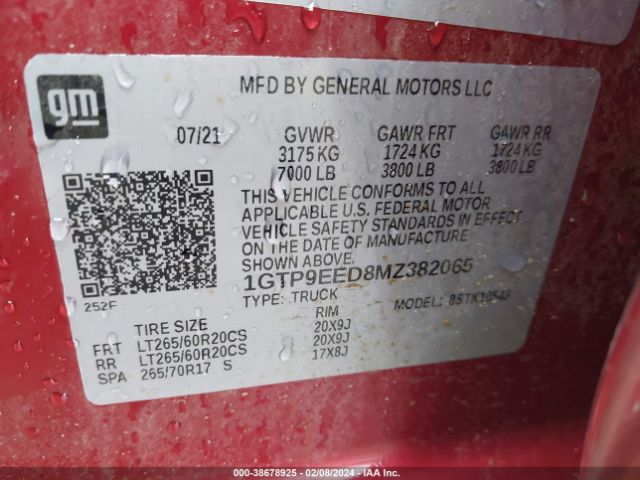 gm
MFD BY GENERAL MOTORS LLC
07/21 GVWR GAWR FRT GAWR RR
3175 KG 1724 KG 1724 KG
7000 LB 3800 LB 3800 LB
THIS VEHICLE CONFORMS TO ALL
APPLICABLE U.S. FEDERAL MOTOR
VEHICLE SAFETY STANDARDS IN EFFECT
ON THE DATE OF MANUFACTURE
SHOWN ABOVE.
1GTP9EED8MZ382065
252F TYPE: TRUCK MODEL:
TIRE SIZE RIM
FRT LT265/60R20CS 20X9J
RR LT265/60R20CS 20X9J
SPA 265/70R17 S 17X8J
000-38678925 - 02/08/2024 - IAA Inc.